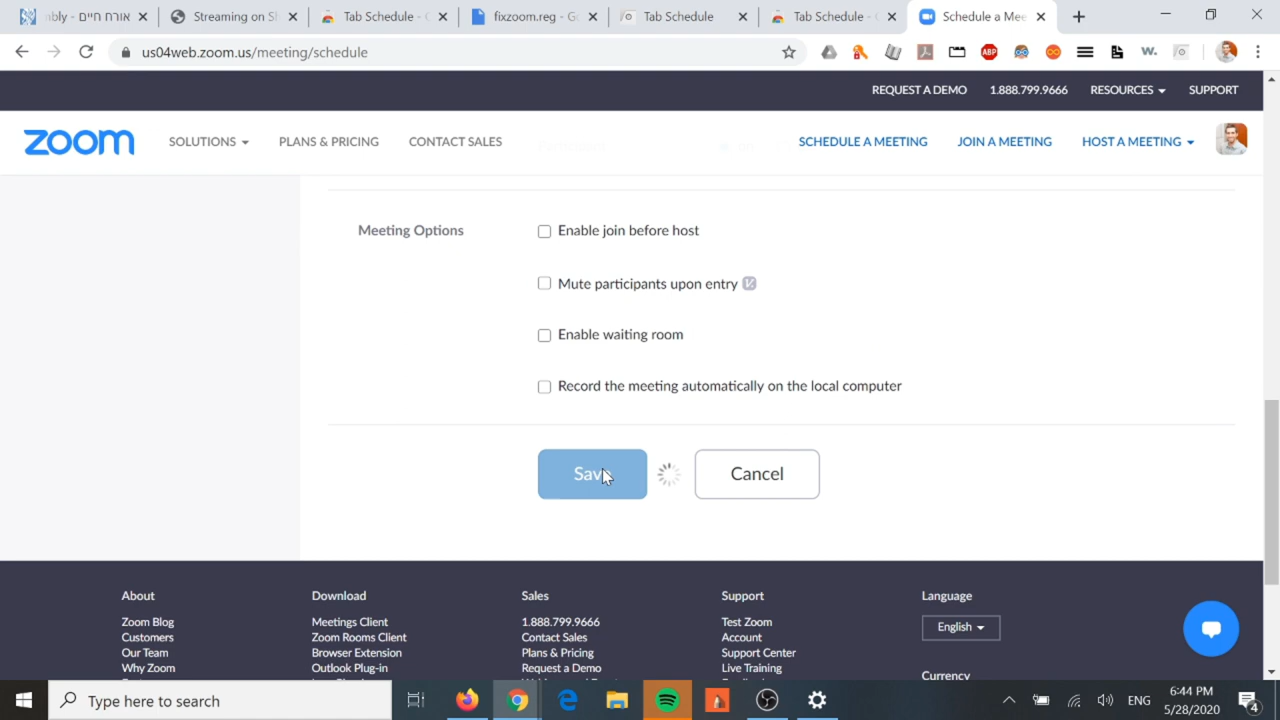 bly - אורח חיים
Streaming on S
Tab Schedule - 
fixzoom.reg - Go
Tab Schedule
Tab Schedule - 
Schedule a Mee
us04web.zoom.us/meeting/schedule
ABP
w.
REQUEST A DEMO 1.888.799.9666 RESOURCES SUPPORT
zoom SOLUTIONS PLANS & PRICING CONTACT SALES SCHEDULE A MEETING JOIN A MEETING HOST A MEETING
Meeting Options
Enable join before host
Mute participants upon entry
Enable waiting room
Record the meeting automatically on the local computer
Save Cancel
About Download Sales Support Language
Zoom Blog Meetings Client 1.888.799.9666 Test Zoom English
Customers Zoom Rooms Client Contact Sales Account
Our Team Browser Extension Plans & Pricing Support Center
Why Zoom Outlook Plug-in Request a Demo Live Training
Currency
Type here to search
ENG
6:44 PM
5/28/2020
4